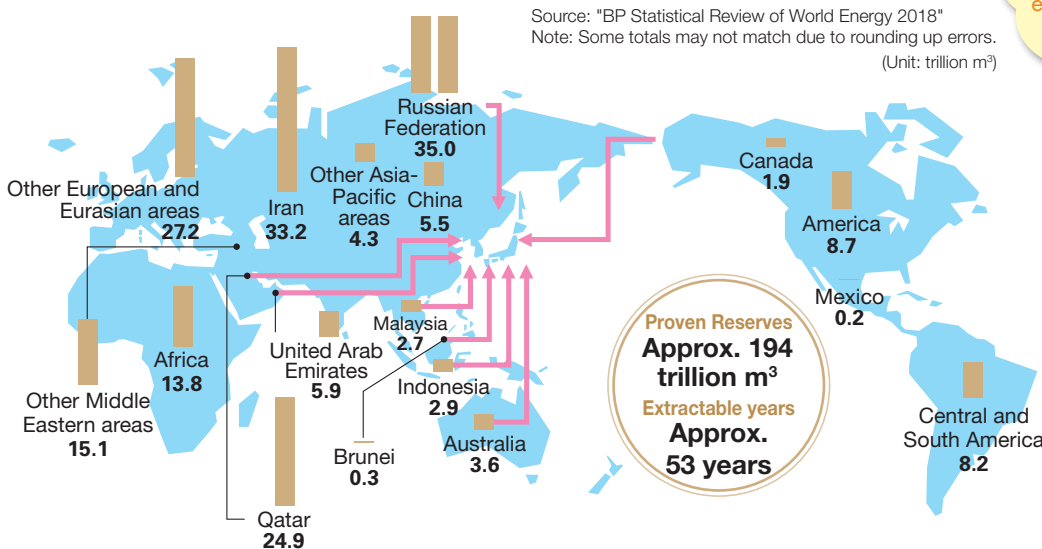 Source: "BP Statistical Review of World Energy 2018"
Note: Some totals may not match due to rounding up errors.
(Unit: trillion m³)
e
Russian
Federation
35.0
Other European and
Eurasian areas
27.2
Iran
33.2
Other Asia-
Pacific
areas
4.3
China
5.5
Canada
1.9
America
8.7
Mexico
0.2
Central and
South America
8.2
Africa
13.8
Other Middle
Eastern areas
15.1
United Arab
Emirates
5.9
Qatar
24.9
Malaysia
2.7
Brunei
0.3
Indonesia
2.9
Australia
3.6
Proven Reserves
Approx. 194
trillion m³
Extractable years
Approx.
53 years